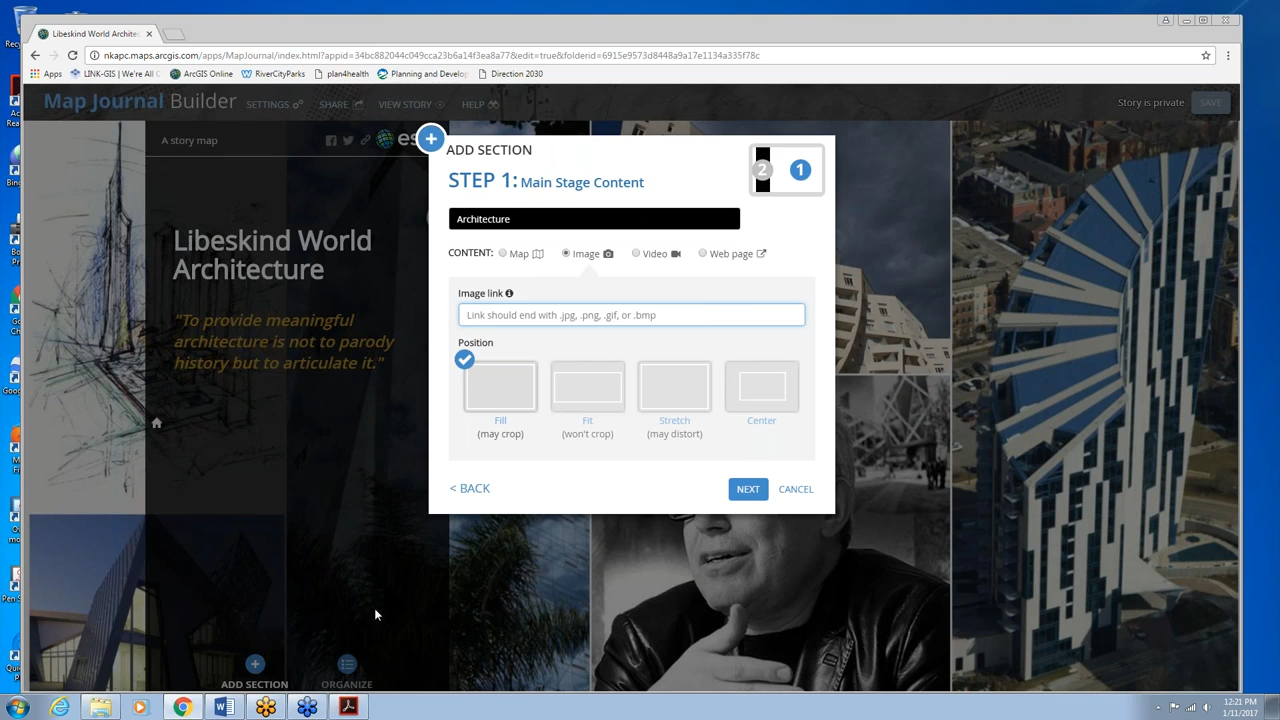 Libeskind World Architec
nkapc.maps.arcgis.com/apps/MapJournal/index.html?appid=34bc882044c049cca23b6a14f3ea8a77&edit=true&folderid=6915e9573d8448a9a17e1134a335f78c
Apps LINK-GIS | We're All C ArcGIS Online RiverCityParks plan4health Planning and Develo Direction 2030
Map Journal Builder SETTINGS SHARE VIEW STORY HELP Story is private SAVE
A story map
ADD SECTION
STEP 1: Main Stage Content
2 1
Architecture
Libeskind World
Architecture
"To provide meaningful
architecture is not to parody
history but to articulate it."
CONTENT: Map Image Video Web page
Image link
Link should end with .jpg, .png, .gif, or .bmp
Position
Fill Fit Stretch Center
(may crop) (won't crop) (may distort)
< BACK NEXT CANCEL
ADD SECTION ORGANIZE
12:21 PM
1/11/2017